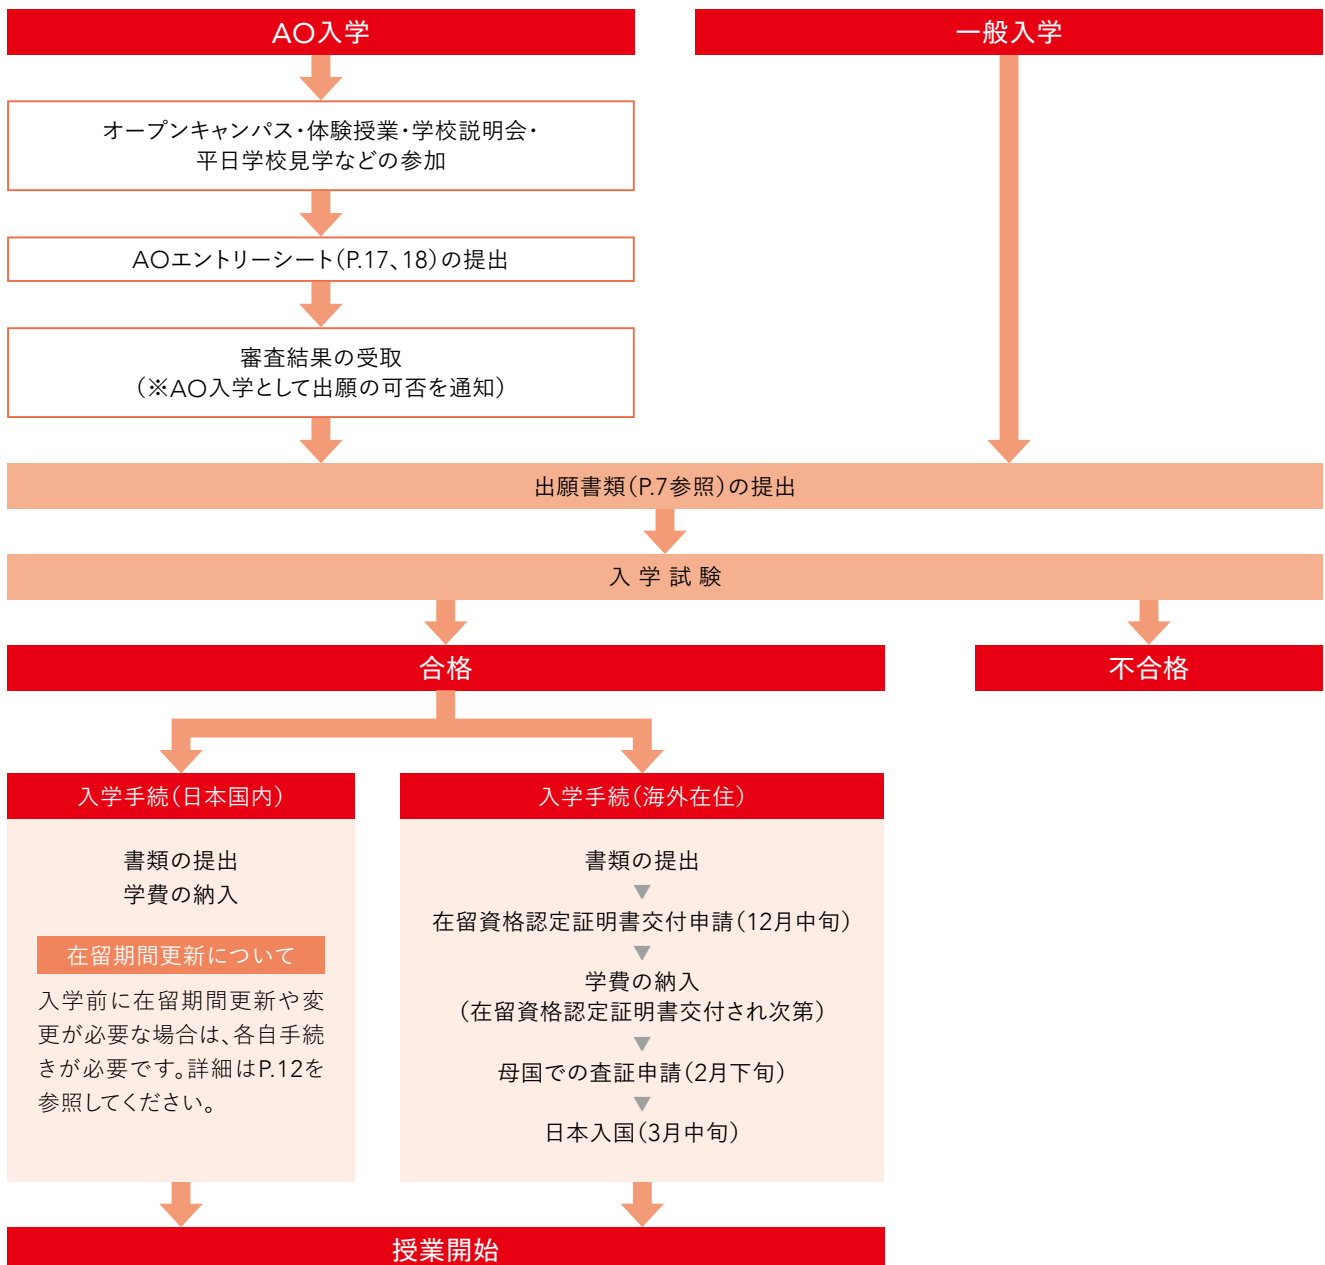 AO入学
一般入学
オープンキャンパス・体験授業・学校説明会・
平日学校見学などの参加
AOエントリーシート（P.17、18）の提出
審査結果の受取
（※AO入学として出願の可否を通知）
出願書類（P.7参照）の提出
入学試験
合格
不合格
入学手続（日本国内）
書類の提出
学費の納入
在留期間更新について
入学前に在留期間更新や変
更が必要な場合は、各自手続
きが必要です。詳細はP.12を
参照してください。
入学手続（海外在住）
書類の提出
▼
在留資格認定証明書交付申請（12月中旬）
▼
学費の納入
（在留資格認定証明書交付され次第）
▼
母国での査証申請（2月下旬）
▼
日本入国（3月中旬）
授業開始